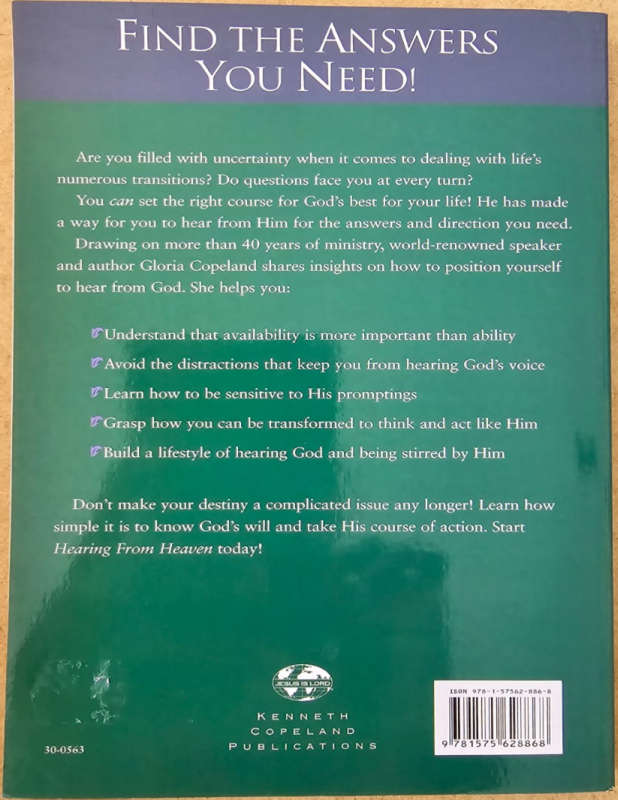 FIND THE ANSWERS
YOU NEED!
Are you filled with uncertainty when it comes to dealing with life's
numerous transitions? Do questions face you at every turn?
You can set the right course for God's best for your life! He has made
a way for you to hear from Him for the answers and direction you need.
Drawing on more than 40 years of ministry, world-renowned speaker
and author Gloria Copeland shares insights on how to position yourself
to hear from God. She helps you:
Understand that availability is more important than ability
Avoid the distractions that keep you from hearing God's voice
Learn how to be sensitive to His promptings
Grasp how you can be transformed to think and act like Him
Build a lifestyle of hearing God and being stirred by Him
Don't make your destiny a complicated issue any longer! Learn how
simple it is to know God's will and take His course of action. Start
Hearing From Heaven today!
JESUS IS LORD
KENNETH
COPELAND
PUBLICATIONS
30-0563
ISBN 978-1-57562-886-8
9 781575 628868